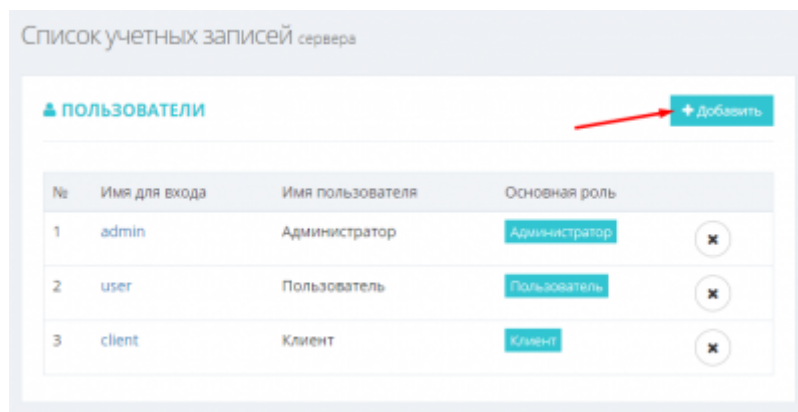 Список учетных записей сервера
ПОЛЬЗОВАТЕЛИ
+ Добавить
№ Имя для входа Имя пользователя Основная роль
1 admin Администратор Администратор
2 user Пользователь Пользователь
3 client Клиент Клиент